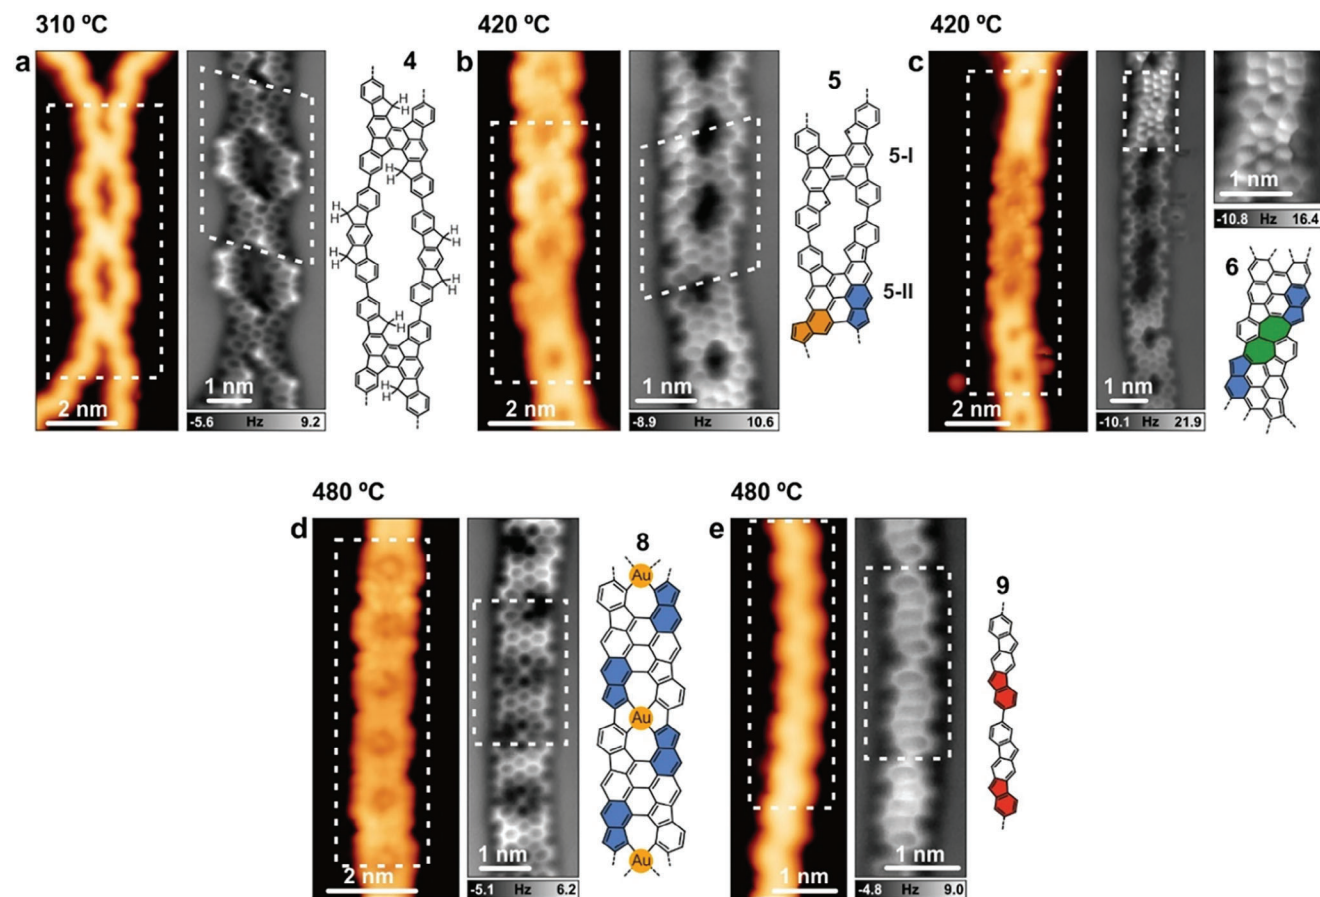 310 ºC
420 ºC
420 ºC
a
4
H
H
H
H
H
H
H
H
H
H
H
H
1 nm
2 nm
-5.6 Hz 9.2
b
5
5-I
5-II
1 nm
2 nm
-8.9 Hz 10.6
c
1 nm
-10.8 Hz 16.4
6
1 nm
2 nm
-10.1 Hz 21.9
480 ºC
480 ºC
d
8
Au
Au
Au
1 nm
2 nm
-5.1 Hz 6.2
e
9
1 nm
1 nm
-4.8 Hz 9.0